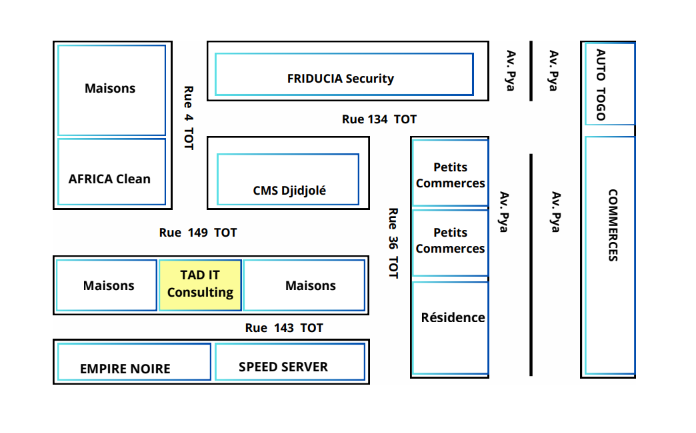 Maisons
AFRICA Clean
Rue 4 TOT
FRIDUCIA Security
Av. Pya
Av. Pya
AUTO TOGO
Rue 134 TOT
CMS Djidjolé
Petits
Commerces
Petits
Commerces
Résidence
Av. Pya
Av. Pya
COMMERCES
Rue 149 TOT
Rue 36 TOT
Maisons
TAD IT
Consulting
Maisons
Rue 143 TOT
EMPIRE NOIRE
SPEED SERVER